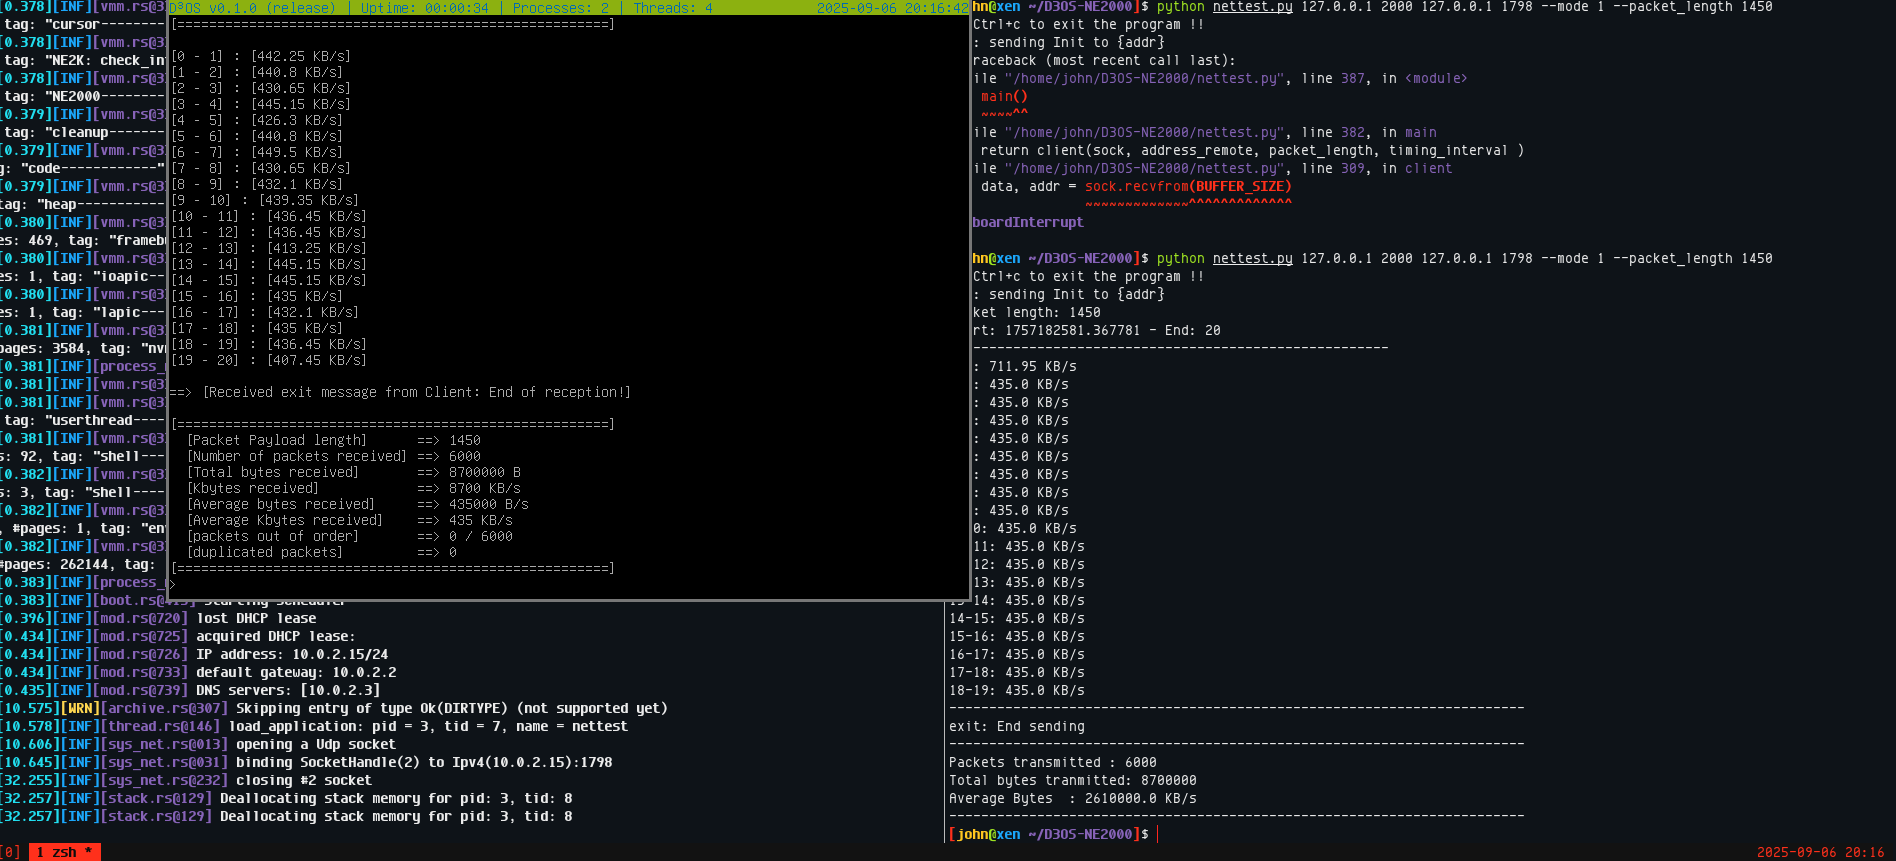 [0.378][INF][vmm.rs@3
tag: "cursor
[0.378][INF][vmm.rs@3
tag: "NE2K: check_in
[0.378][INF][vmm.rs@3
tag: "NE2000--------
[0.379][INF][vmm.rs@3
tag: "cleanup-------
[0.379][INF][vmm.rs@3
g: "code------------"
[0.379][INF][vmm.rs@3
tag: "heap-----------
[0.380][INF][vmm.rs@3
es: 469, tag: "frameb
[0.380][INF][vmm.rs@3
es: 1, tag: "ioapic--
[0.380][INF][vmm.rs@3
es: 1, tag: "lapic---
[0.381][INF][vmm.rs@3
pages: 3584, tag: "nv
[0.381][INF][process_
[0.381][INF][vmm.rs@3
[0.381][INF][vmm.rs@3
tag: "userthread----
[0.381][INF][vmm.rs@3
s: 92, tag: "shell---
[0.382][INF][vmm.rs@3
s: 3, tag: "shell----
[0.382][INF][vmm.rs@3
, #pages: 1, tag: "en
[0.382][INF][vmm.rs@3
#pages: 262144, tag:
[0.383][INF][process_
[0.383][INF][boot.rs@415] starting scheduler
[0.396][INF][mod.rs@720] lost DHCP lease
[0.434][INF][mod.rs@725] acquired DHCP lease:
[0.434][INF][mod.rs@726] IP address: 10.0.2.15/24
[0.434][INF][mod.rs@733] default gateway: 10.0.2.2
[0.435][INF][mod.rs@739] DNS servers: [10.0.2.3]
[10.575][WRN][archive.rs@307] Skipping entry of type Ok(DIRTYPE) (not supported yet)
[10.578][INF][thread.rs@146] load_application: pid = 3, tid = 7, name = nettest
[10.606][INF][sys_net.rs@013] opening a Udp socket
[10.645][INF][sys_net.rs@031] binding SocketHandle(2) to Ipv4(10.0.2.15):1798
[32.255][INF][sys_net.rs@232] closing #2 socket
[32.257][INF][stack.rs@129] Deallocating stack memory for pid: 3, tid: 8
[32.257][INF][stack.rs@129] Deallocating stack memory for pid: 3, tid: 8
D3OS v0.1.0 (release) | Uptime: 00:00:34 | Processes: 2 | Threads: 4 2025-09-06 20:16:42
[======================================================]
[0 - 1] : [442.25 KB/s]
[1 - 2] : [440.8 KB/s]
[2 - 3] : [430.65 KB/s]
[3 - 4] : [445.15 KB/s]
[4 - 5] : [426.3 KB/s]
[5 - 6] : [440.8 KB/s]
[6 - 7] : [449.5 KB/s]
[7 - 8] : [430.65 KB/s]
[8 - 9] : [432.1 KB/s]
[9 - 10] : [439.35 KB/s]
[10 - 11] : [436.45 KB/s]
[11 - 12] : [436.45 KB/s]
[12 - 13] : [413.25 KB/s]
[13 - 14] : [445.15 KB/s]
[14 - 15] : [445.15 KB/s]
[15 - 16] : [435 KB/s]
[16 - 17] : [432.1 KB/s]
[17 - 18] : [435 KB/s]
[18 - 19] : [436.45 KB/s]
[19 - 20] : [407.45 KB/s]
==> [Received exit message from Client: End of reception!]
[======================================================]
[Packet Payload length] ==> 1450
[Number of packets received] ==> 6000
[Total bytes received] ==> 8700000 B
[Kbytes received] ==> 8700 KB/s
[Average bytes received] ==> 435000 B/s
[Average Kbytes received] ==> 435 KB/s
[packets out of order] ==> 0 / 6000
[duplicated packets] ==> 0
[======================================================]
>
hn@xen ~/D3OS-NE2000]$ python nettest.py 127.0.0.1 2000 127.0.0.1 1798 --mode 1 --packet_length 1450
Ctrl+c to exit the program !!
: sending Init to {addr}
raceback (most recent call last):
ile "/home/john/D3OS-NE2000/nettest.py", line 387, in <module>
main()
~~~~^^
ile "/home/john/D3OS-NE2000/nettest.py", line 382, in main
return client(sock, address_remote, packet_length, timing_interval )
ile "/home/john/D3OS-NE2000/nettest.py", line 309, in client
data, addr = sock.recvfrom(BUFFER_SIZE)
~~~~~~~~~~~~~^^^^^^^^^^^^^
boardInterrupt
hn@xen ~/D3OS-NE2000]$ python nettest.py 127.0.0.1 2000 127.0.0.1 1798 --mode 1 --packet_length 1450
Ctrl+c to exit the program !!
: sending Init to {addr}
ket length: 1450
rt: 1757182581.367781 - End: 20
----------------------------------------------------
: 711.95 KB/s
: 435.0 KB/s
: 435.0 KB/s
: 435.0 KB/s
: 435.0 KB/s
: 435.0 KB/s
: 435.0 KB/s
: 435.0 KB/s
: 435.0 KB/s
0: 435.0 KB/s
11: 435.0 KB/s
12: 435.0 KB/s
13: 435.0 KB/s
13-14: 435.0 KB/s
14-15: 435.0 KB/s
15-16: 435.0 KB/s
16-17: 435.0 KB/s
17-18: 435.0 KB/s
18-19: 435.0 KB/s
------------------------------------------------------------------------
exit: End sending
------------------------------------------------------------------------
Packets transmitted : 6000
Total bytes tranmitted: 8700000
Average Bytes : 2610000.0 KB/s
------------------------------------------------------------------------
[john@xen ~/D3OS-NE2000]$
[0] 1 zsh * 2025-09-06 20:16